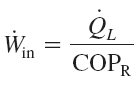 Ẇin = Q̇L / COPR